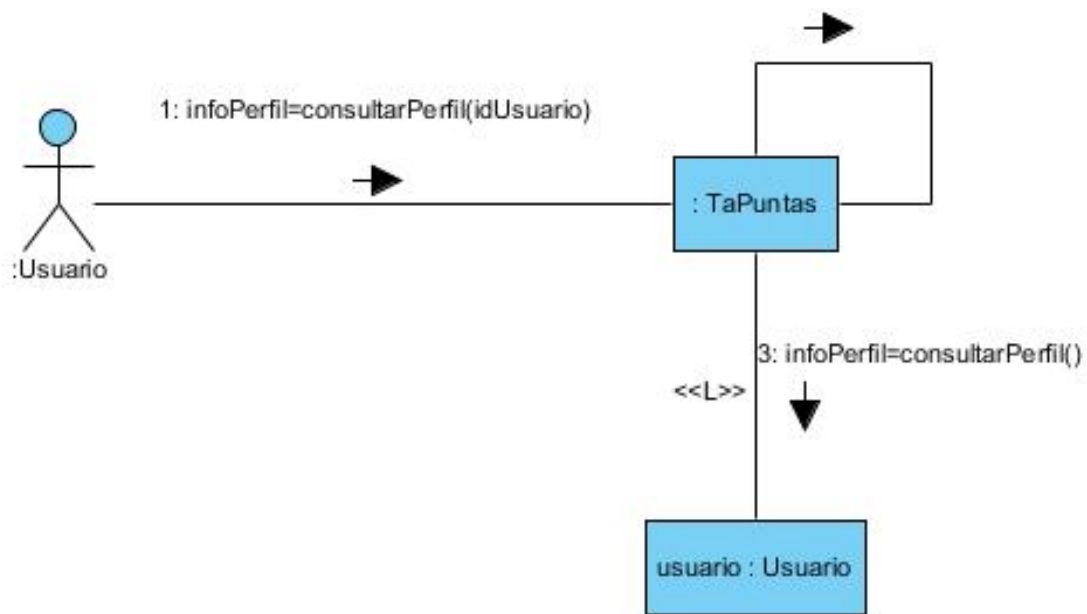 1: infoPerfil=consultarPerfil(idUsuario)
: TaPuntas
:Usuario
3: infoPerfil=consultarPerfil()
<<L>>
usuario : Usuario